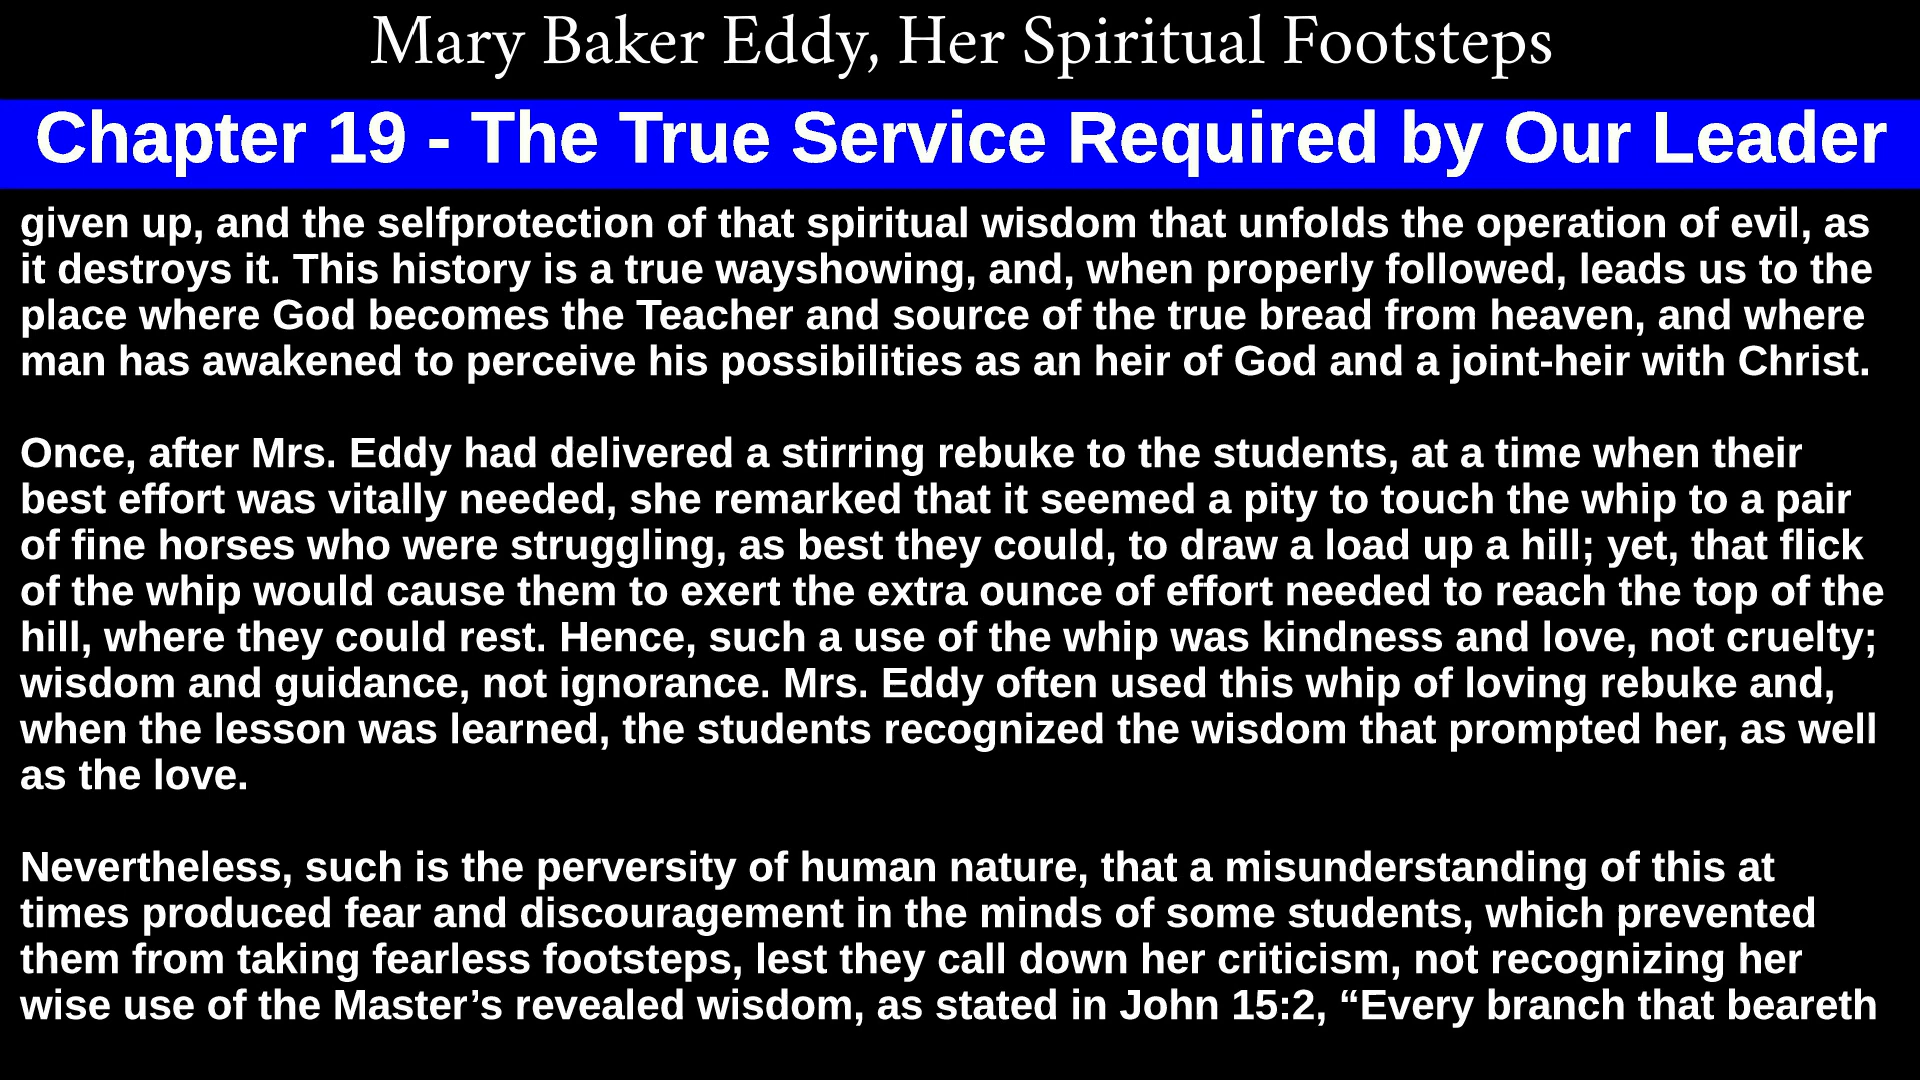 Mary Baker Eddy, Her Spiritual Footsteps
Chapter 19 - The True Service Required by Our Leader
given up, and the selfprotection of that spiritual wisdom that unfolds the operation of evil, as
it destroys it. This history is a true wayshowing, and, when properly followed, leads us to the
place where God becomes the Teacher and source of the true bread from heaven, and where
man has awakened to perceive his possibilities as an heir of God and a joint-heir with Christ.
Once, after Mrs. Eddy had delivered a stirring rebuke to the students, at a time when their
best effort was vitally needed, she remarked that it seemed a pity to touch the whip to a pair
of fine horses who were struggling, as best they could, to draw a load up a hill; yet, that flick
of the whip would cause them to exert the extra ounce of effort needed to reach the top of the
hill, where they could rest. Hence, such a use of the whip was kindness and love, not cruelty;
wisdom and guidance, not ignorance. Mrs. Eddy often used this whip of loving rebuke and,
when the lesson was learned, the students recognized the wisdom that prompted her, as well
as the love.
Nevertheless, such is the perversity of human nature, that a misunderstanding of this at
times produced fear and discouragement in the minds of some students, which prevented
them from taking fearless footsteps, lest they call down her criticism, not recognizing her
wise use of the Master’s revealed wisdom, as stated in John 15:2, “Every branch that beareth